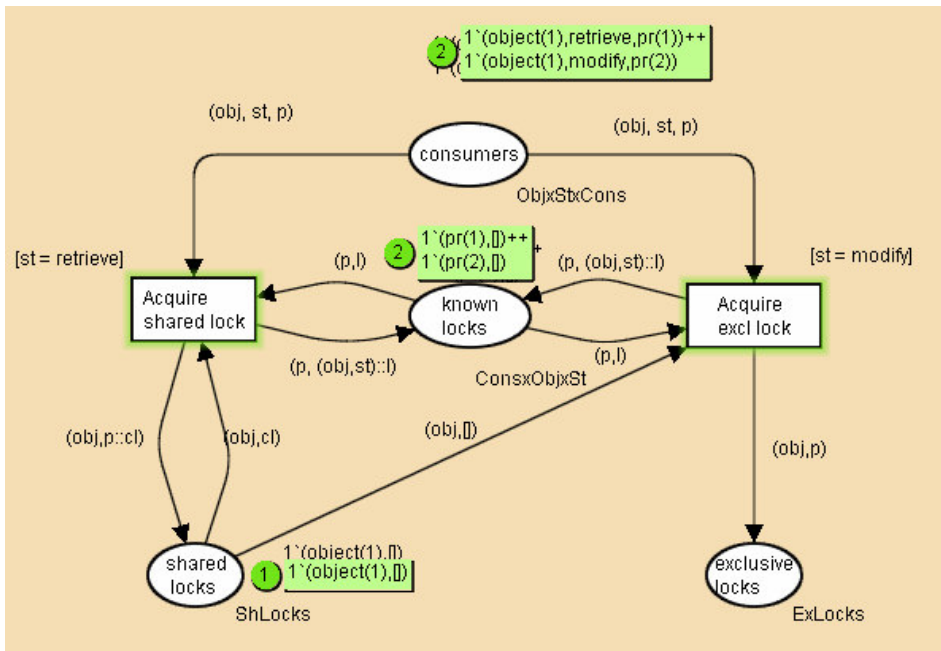 2
1`(object(1),retrieve,pr(1))++
1`(object(1),modify,pr(2))
(obj, st, p)
(obj, st, p)
consumers
ObjxStxCons
[st = retrieve]
2
1`(pr(1),[])++
1`(pr(2),[])
+
[st = modify]
(p,l)
(p, (obj,st)::l)
Acquire
shared lock
known
locks
Acquire
excl lock
(p, (obj,st)::l)
(p,l)
ConsxObjxSt
(obj,p::cl)
(obj,cl)
(obj,[])
(obj,p)
shared
locks
1`(object(1),[])
1
1`(object(1),[])
ShLocks
exclusive
locks
ExLocks